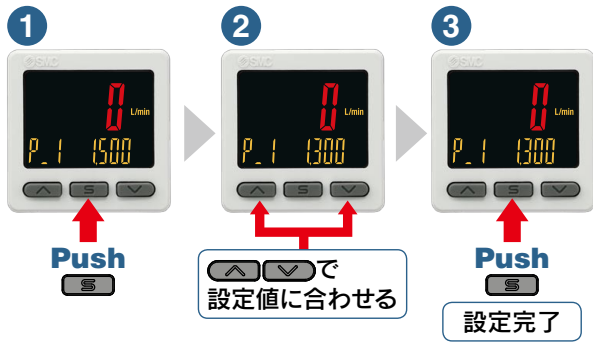 1
SMC
0
L/min
P_1 1,500
S
Push
S
2
SMC
0
L/min
P_1 1,300
S
で
設定値に合わせる
3
SMC
0
L/min
P_1 1,300
S
Push
S
設定完了